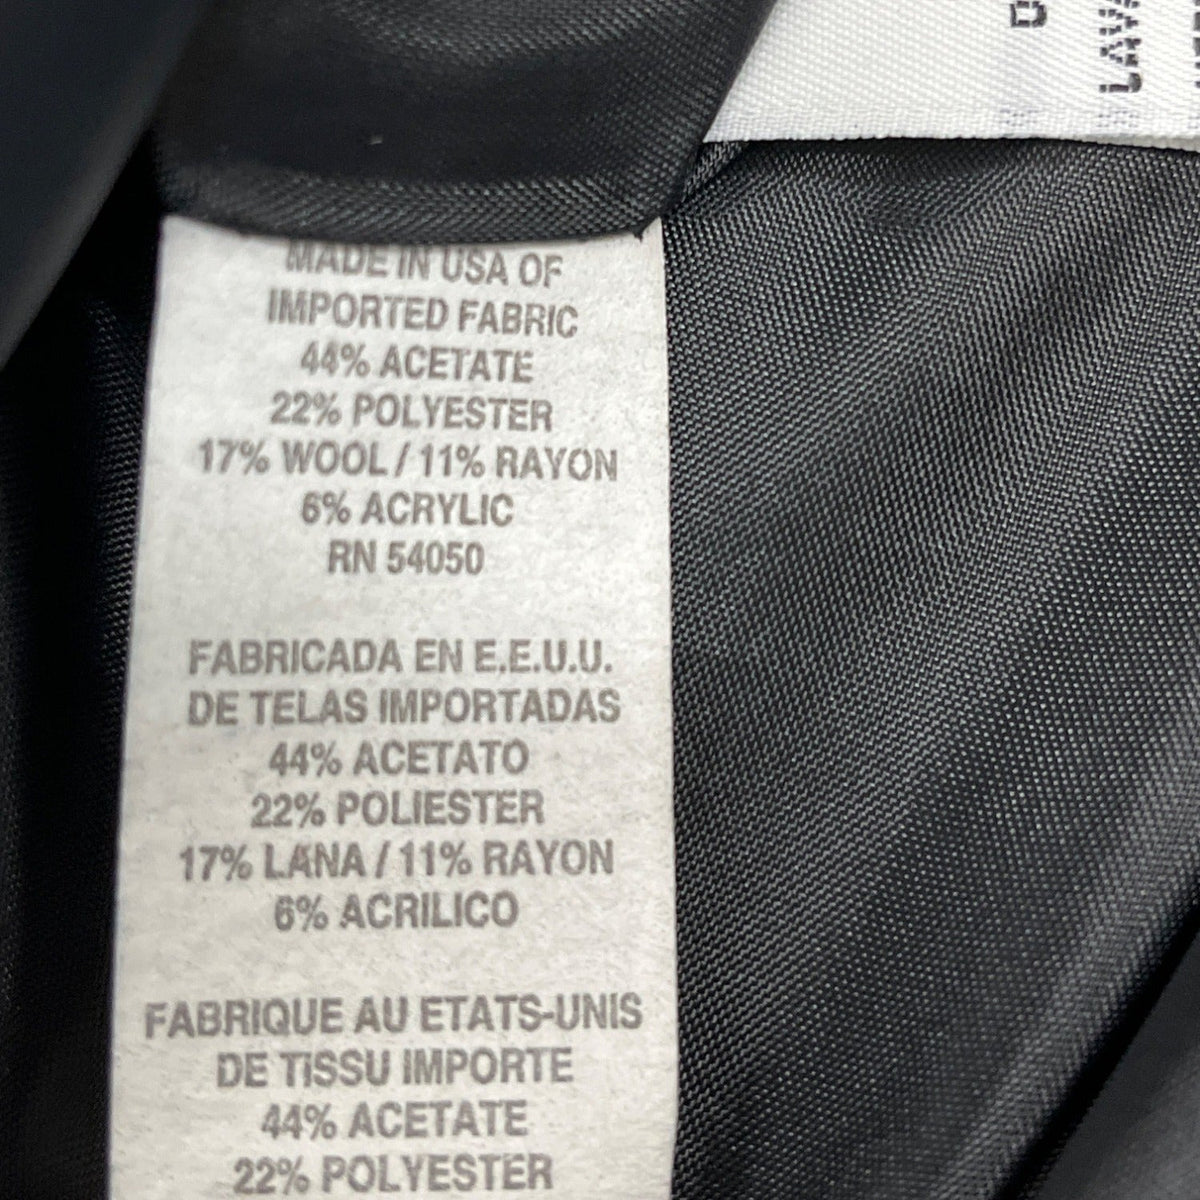 MADE IN USA OF
IMPORTED FABRIC
44% ACETATE
22% POLYESTER
17% WOOL / 11% RAYON
6% ACRYLIC
RN 54050
FABRICADA EN E.E.U.U.
DE TELAS IMPORTADAS
44% ACETATO
22% POLIESTER
17% LANA / 11% RAYON
6% ACRILICO
FABRIQUE AU ETATS-UNIS
DE TISSU IMPORTE
44% ACETATE
22% POLYESTER
LAVA